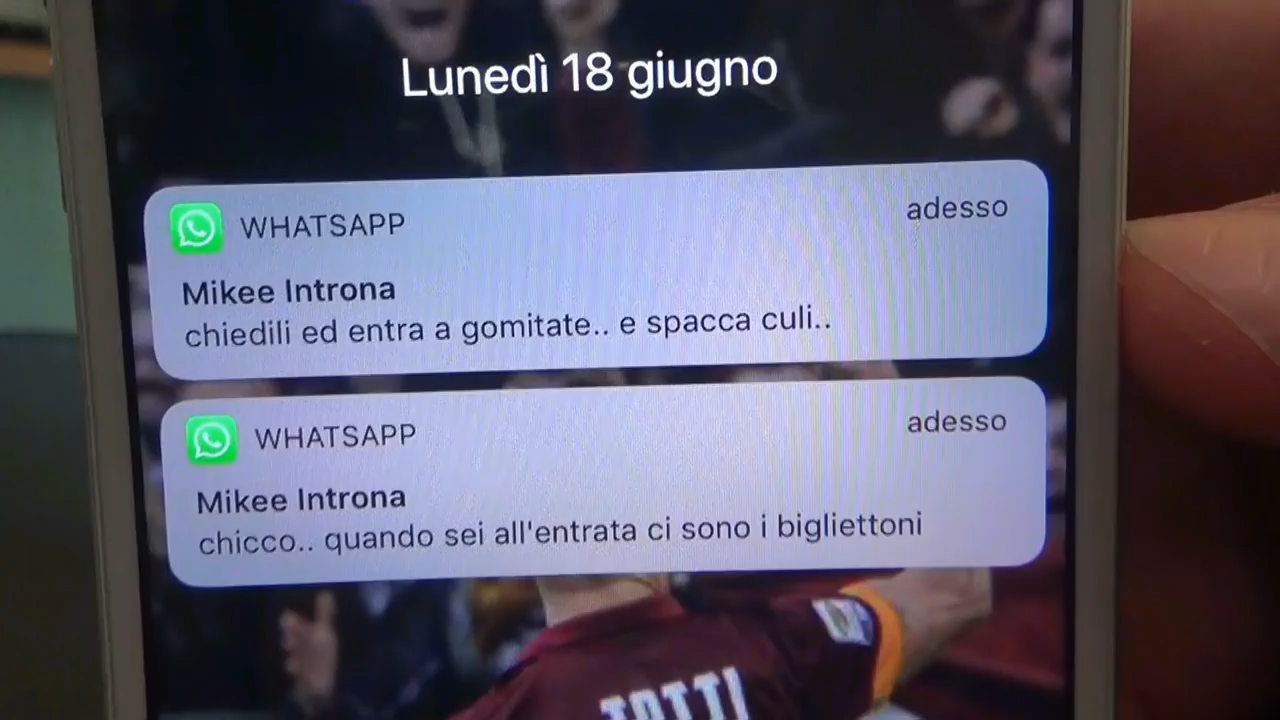 Lunedì 18 giugno
WHATSAPP
adesso
Mikee Introna
chiedili ed entra a gomitate.. e spacca culi..
WHATSAPP
adesso
Mikee Introna
chicco.. quando sei all'entrata ci sono i bigliettoni
TOTTI